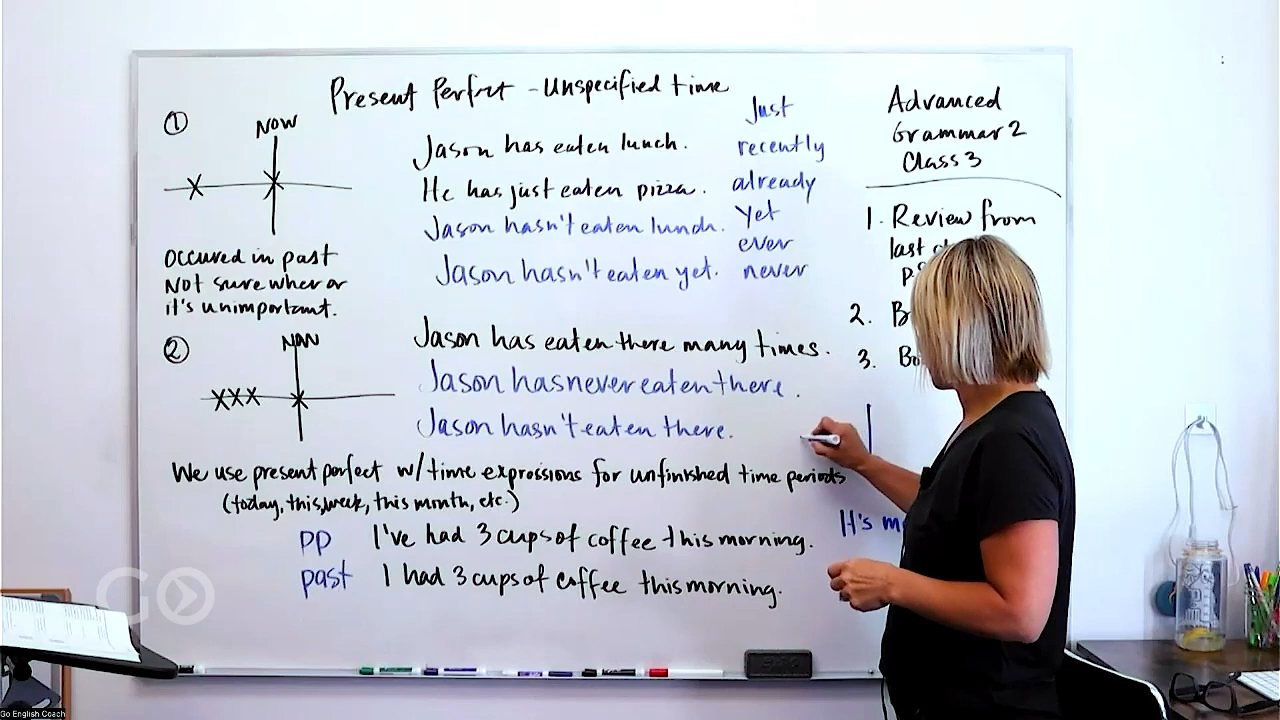 Present Perfect - Unspecified time
①
NOW
Occured in past
Not sure when or
it's unimportant.
Jason has eaten lunch.
He has just eaten pizza.
Jason hasn't eaten lunch.
Jason hasn't eaten yet.
Just
recently
already
yet
ever
never
②
NOW
Jason has eaten there many times.
Jason has never eaten there.
Jason hasn't eaten there.
We use present perfect w/time expressions for unfinished time periods
(today, this week, this month, etc.)
PP I've had 3 cups of coffee this morning.
past I had 3 cups of coffee this morning.
Advanced
Grammar 2
Class 3
1. Review from
last
2.
3.
It's
GO
Go English Coach